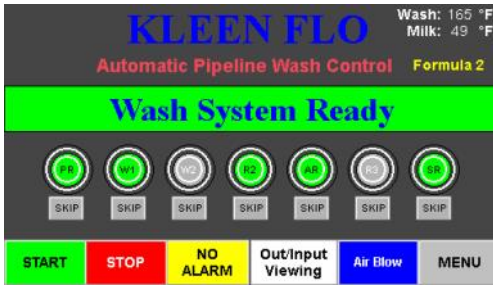 KLEEN FLO
Wash: 165 °F
Milk: 49 °F
Automatic Pipeline Wash Control
Formula 2
Wash System Ready
PR W1 W2 R2 AR R3 SR
SKIP SKIP SKIP SKIP SKIP SKIP SKIP
START STOP NO ALARM Out/Input Viewing Air Blow MENU